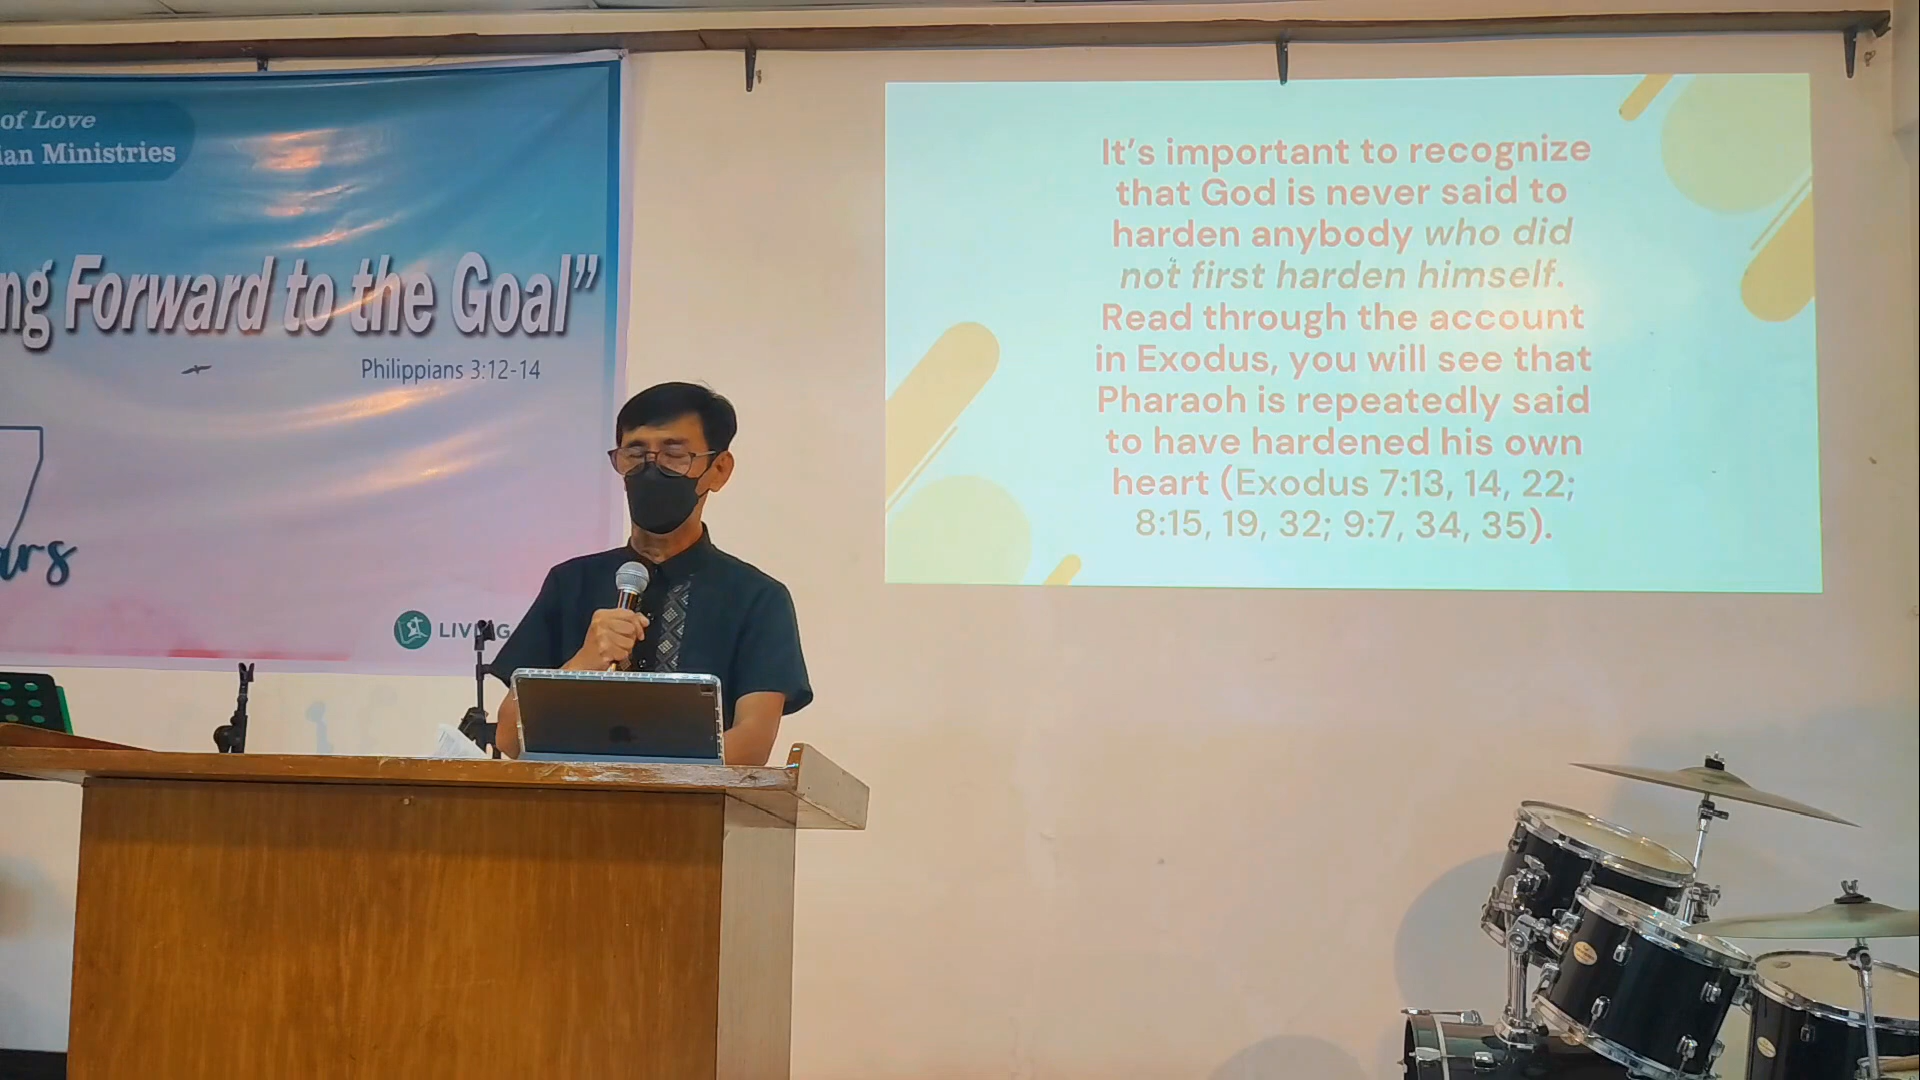 of Love
ian Ministries
ng Forward to the Goal”
Philippians 3:12-14
ars
LIVING
It’s important to recognize
that God is never said to
harden anybody who did
not first harden himself.
Read through the account
in Exodus, you will see that
Pharaoh is repeatedly said
to have hardened his own
heart (Exodus 7:13, 14, 22;
8:15, 19, 32; 9:7, 34, 35).